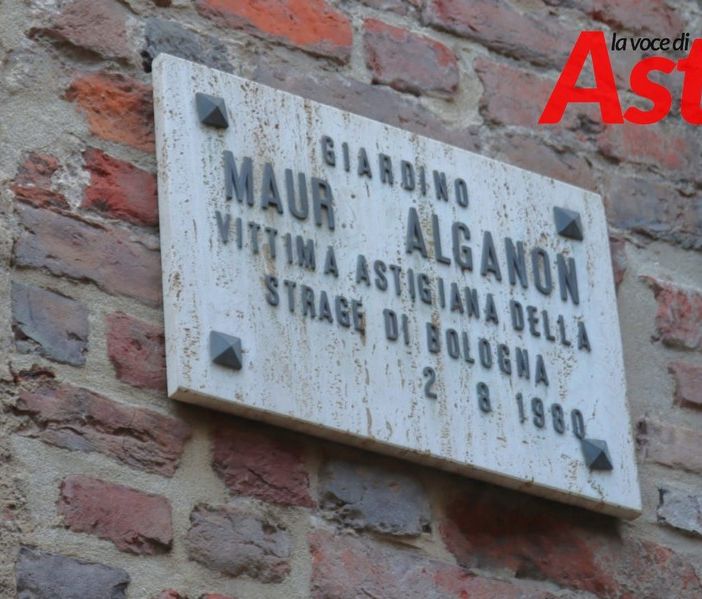 la voce di
Ast
GIARDINO
MAUR ALGANON
VITTIMA ASTIGIANA DELLA
STRAGE DI BOLOGNA
2 8 1980